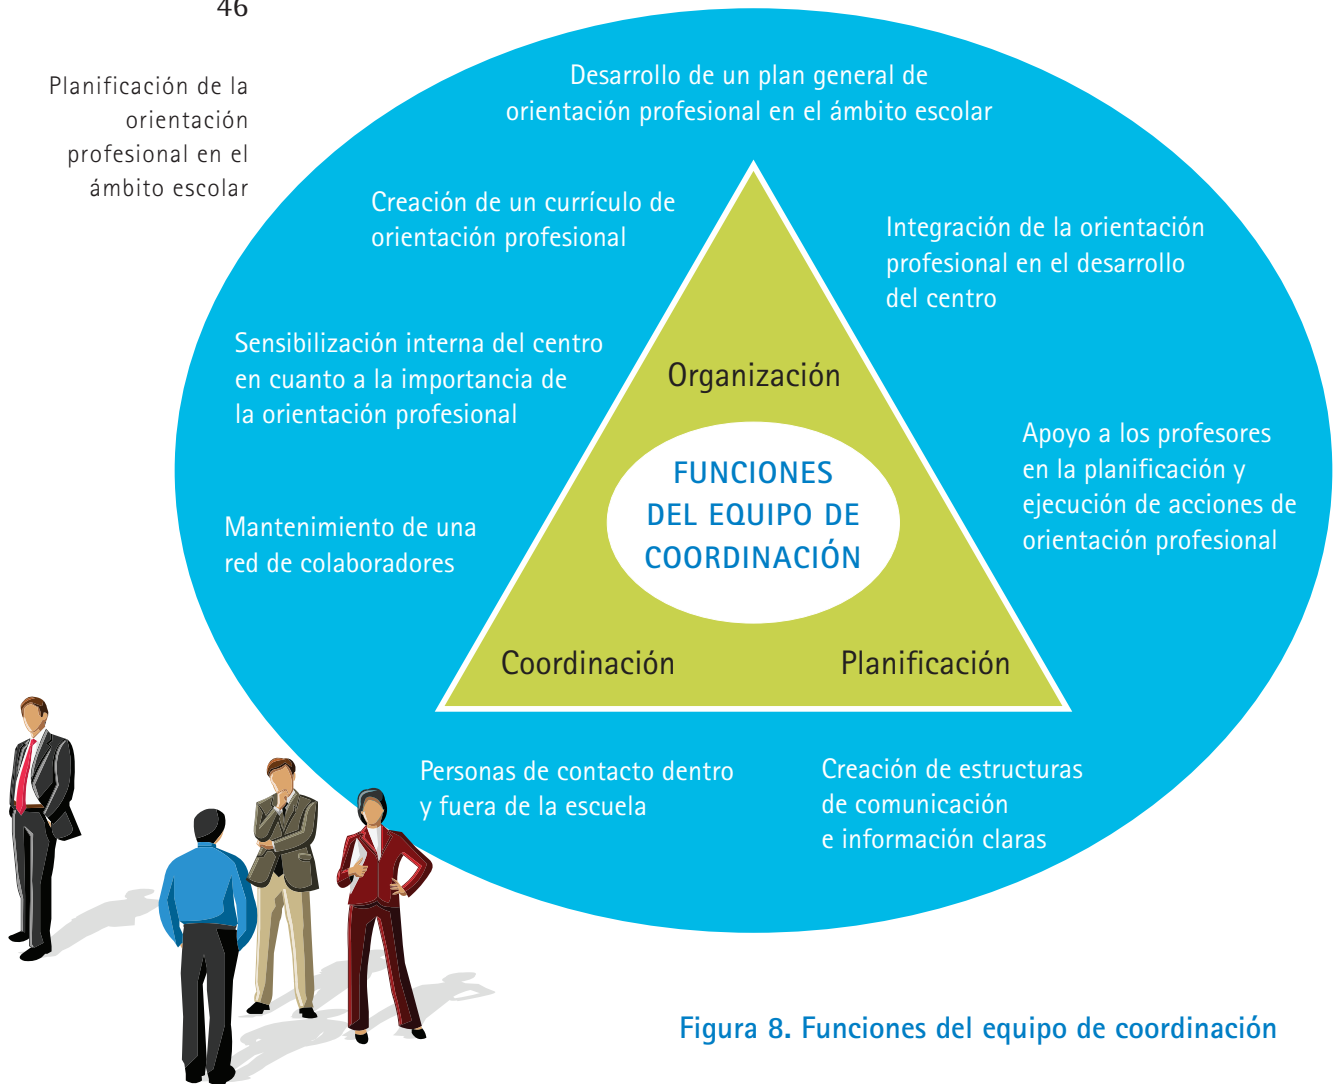 46
Planificación de la
orientación
profesional en el
ámbito escolar
Desarrollo de un plan general de
orientación profesional en el ámbito escolar
Creación de un currículo de
orientación profesional
Integración de la orientación
profesional en el desarrollo
del centro
Sensibilización interna del centro
en cuanto a la importancia de
la orientación profesional
Organización
Apoyo a los profesores
en la planificación y
ejecución de acciones de
orientación profesional
FUNCIONES
DEL EQUIPO DE
COORDINACIÓN
Mantenimiento de una
red de colaboradores
Coordinación
Planificación
Personas de contacto dentro
y fuera de la escuela
Creación de estructuras
de comunicación
e información claras
Figura 8. Funciones del equipo de coordinación